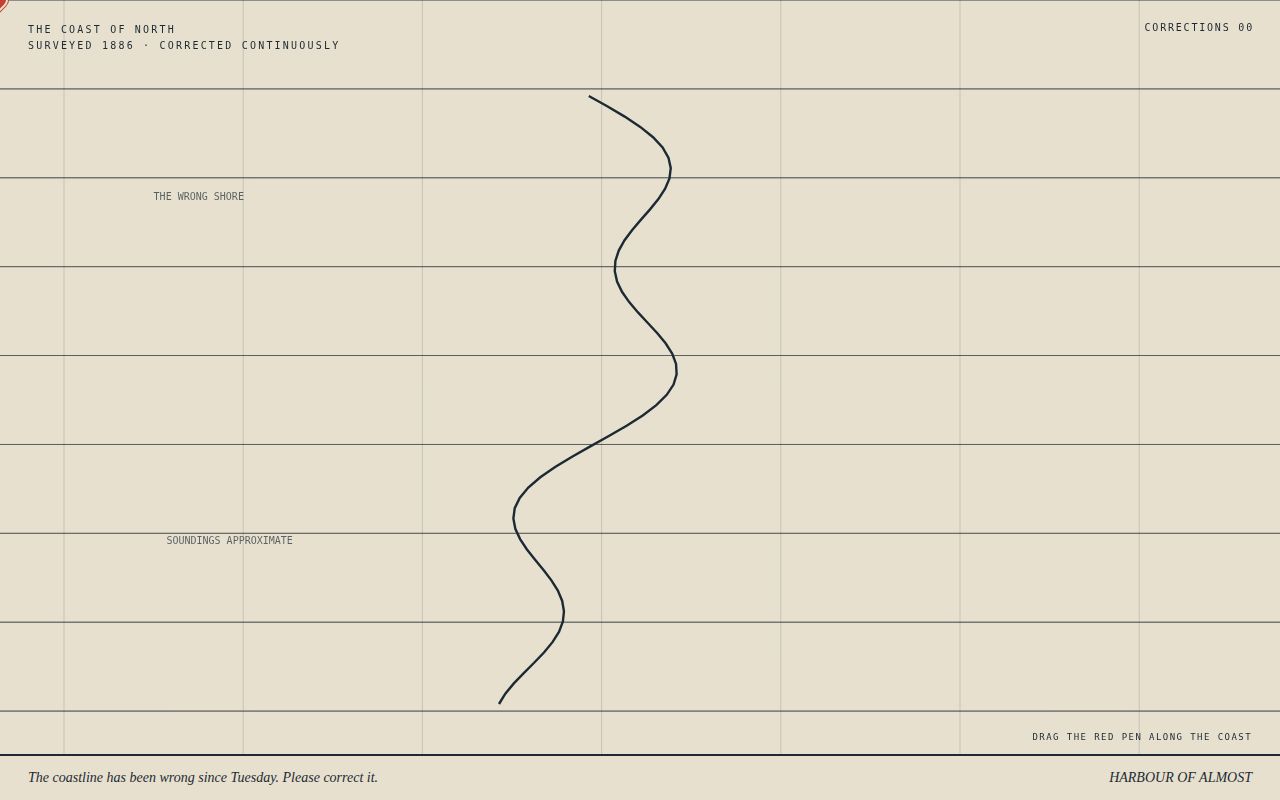 THE COAST OF NORTH
SURVEYED 1886 · CORRECTED CONTINUOUSLY
CORRECTIONS 00
THE WRONG SHORE
SOUNDINGS APPROXIMATE
DRAG THE RED PEN ALONG THE COAST
The coastline has been wrong since Tuesday. Please correct it.
HARBOUR OF ALMOST